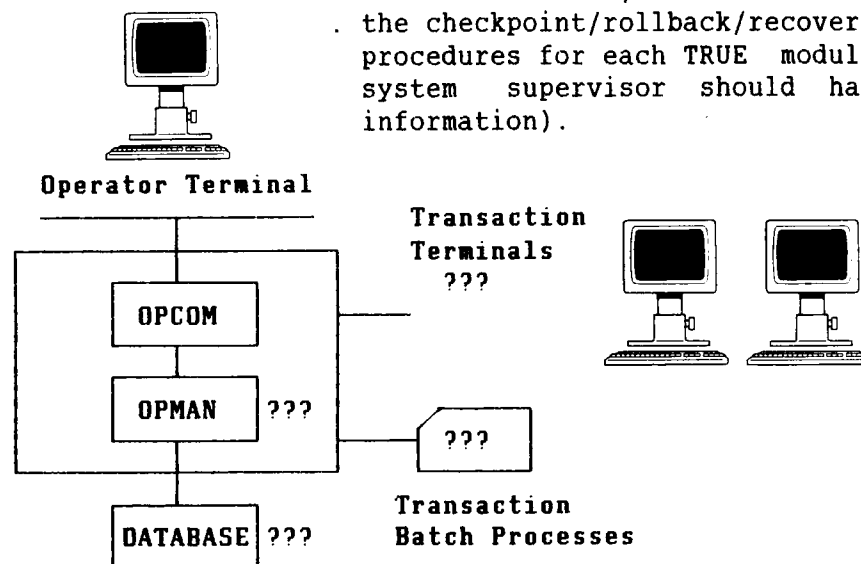 . the checkpoint/rollback/recover
procedures for each TRUE modul
system supervisor should ha
information).
Operator Terminal
Transaction
Terminals
???
OPCOM
OPMAN ???
???
DATABASE ???
Transaction
Batch Processes